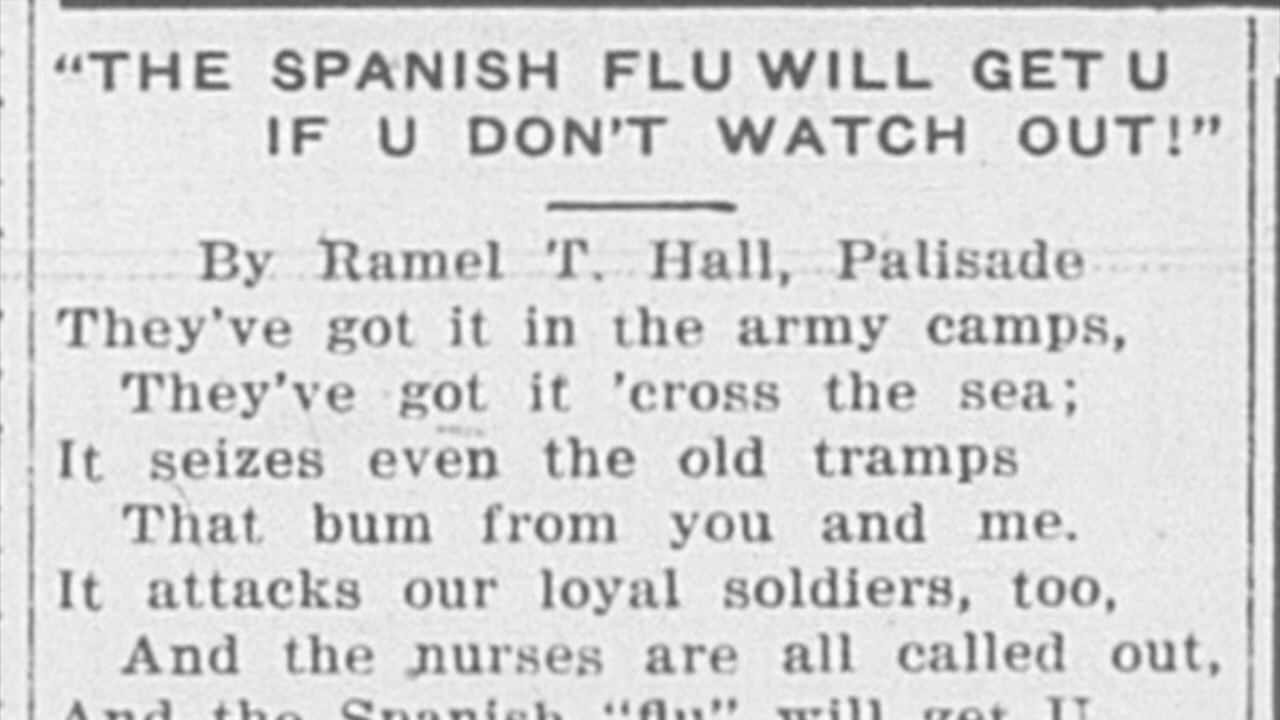 “THE SPANISH FLU WILL GET U
IF U DON'T WATCH OUT!”
By Ramel T. Hall, Palisade
They've got it in the army camps,
They've got it 'cross the sea;
It seizes even the old tramps
That bum from you and me.
It attacks our loyal soldiers, too,
And the nurses are all called out,
And the Spanish “flu” will get U